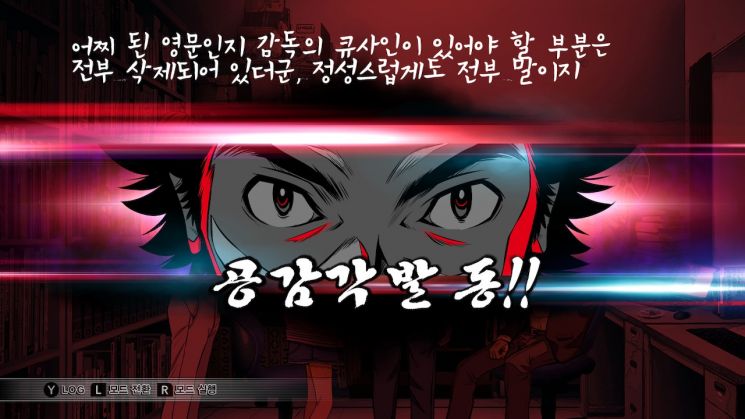 어찌 된 영문인지 감독의 큐사인이 있어야 할 부분은
전부 삭제되어 있더군, 정성스럽게도 전부 말이지
공감각 발동!!
Y LOG L 모드 전환 R 모드 실행